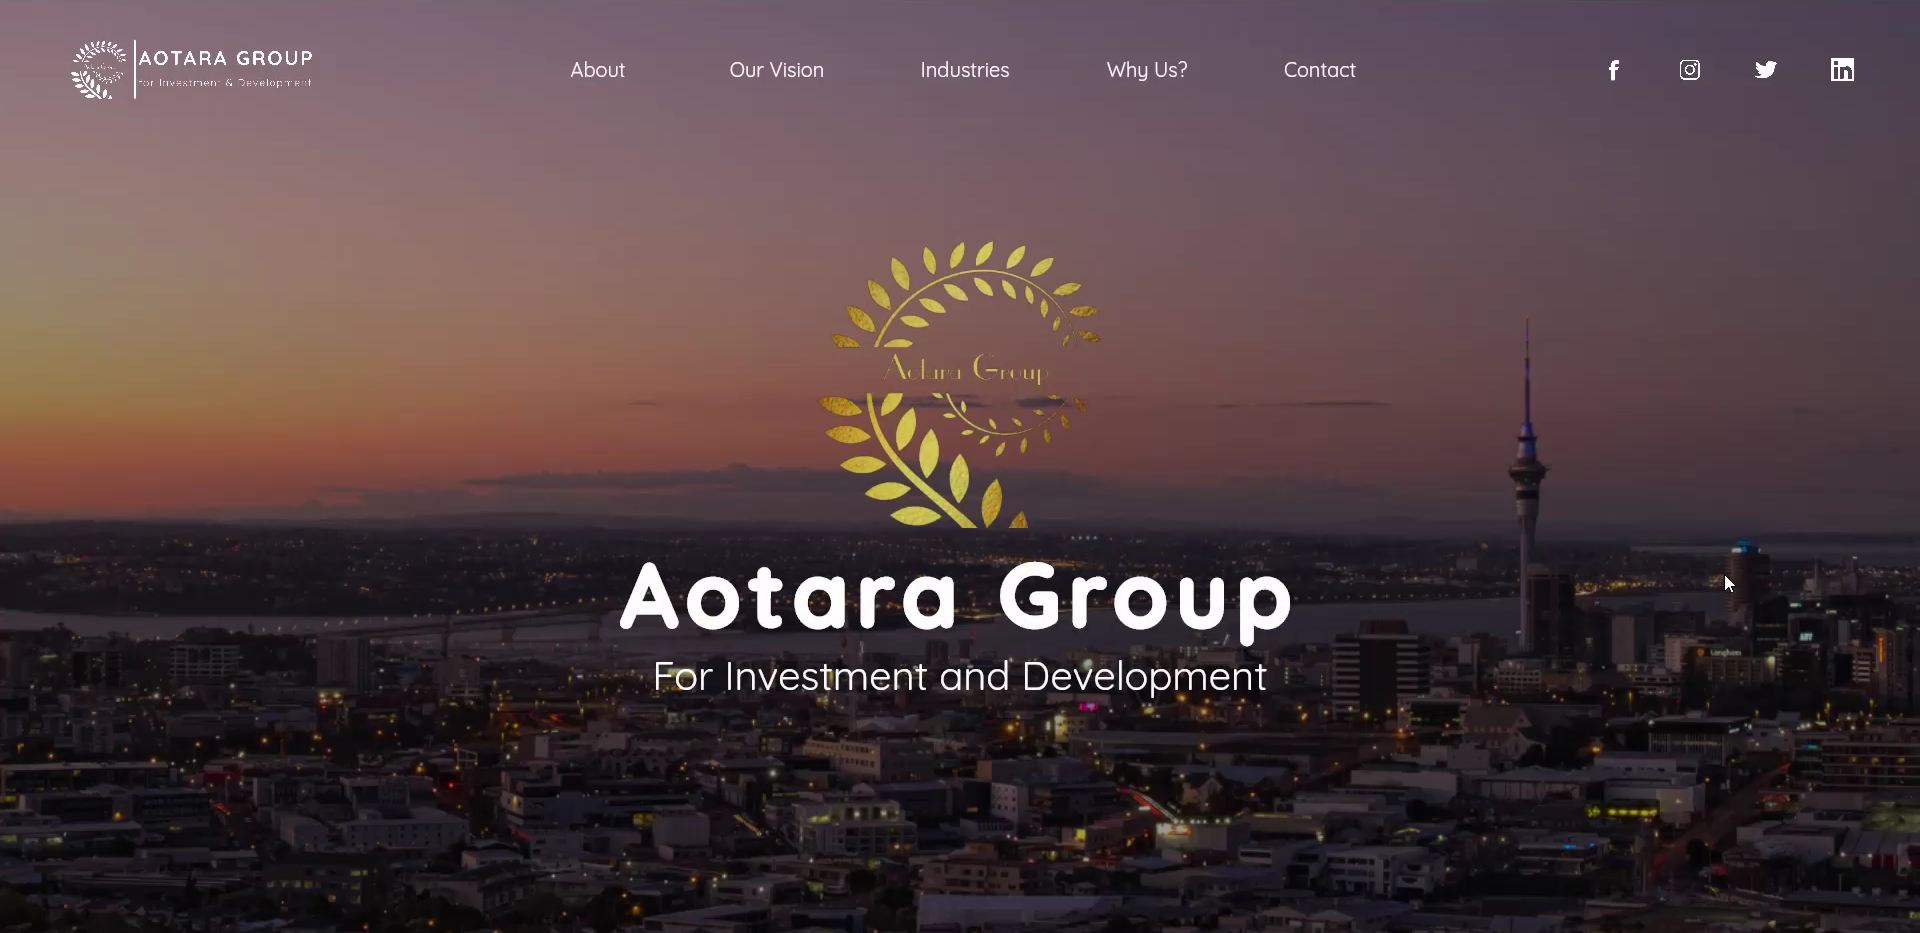 AOTARA GROUP
for Investment & Development
About
Our Vision
Industries
Why Us?
Contact
Aotara Group
Aotara Group
For Investment and Development
Langham